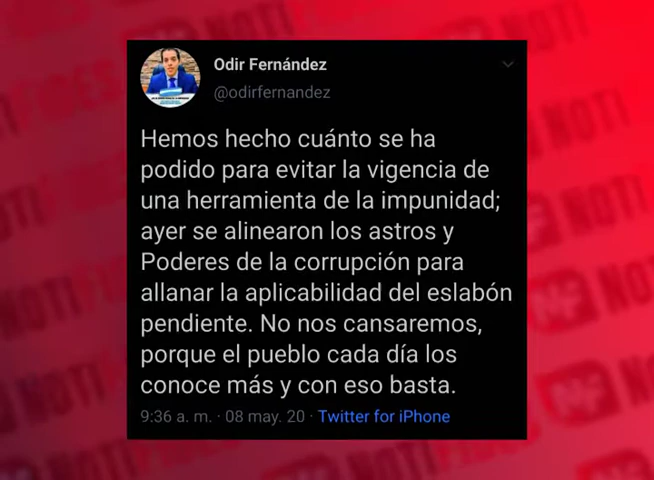 Odir Fernández
@odirfernandez
Hemos hecho cuánto se ha
podido para evitar la vigencia de
una herramienta de la impunidad;
ayer se alinearon los astros y
Poderes de la corrupción para
allanar la aplicabilidad del eslabón
pendiente. No nos cansaremos,
porque el pueblo cada día los
conoce más y con eso basta.
9:36 a. m. · 08 may. 20 · Twitter for iPhone